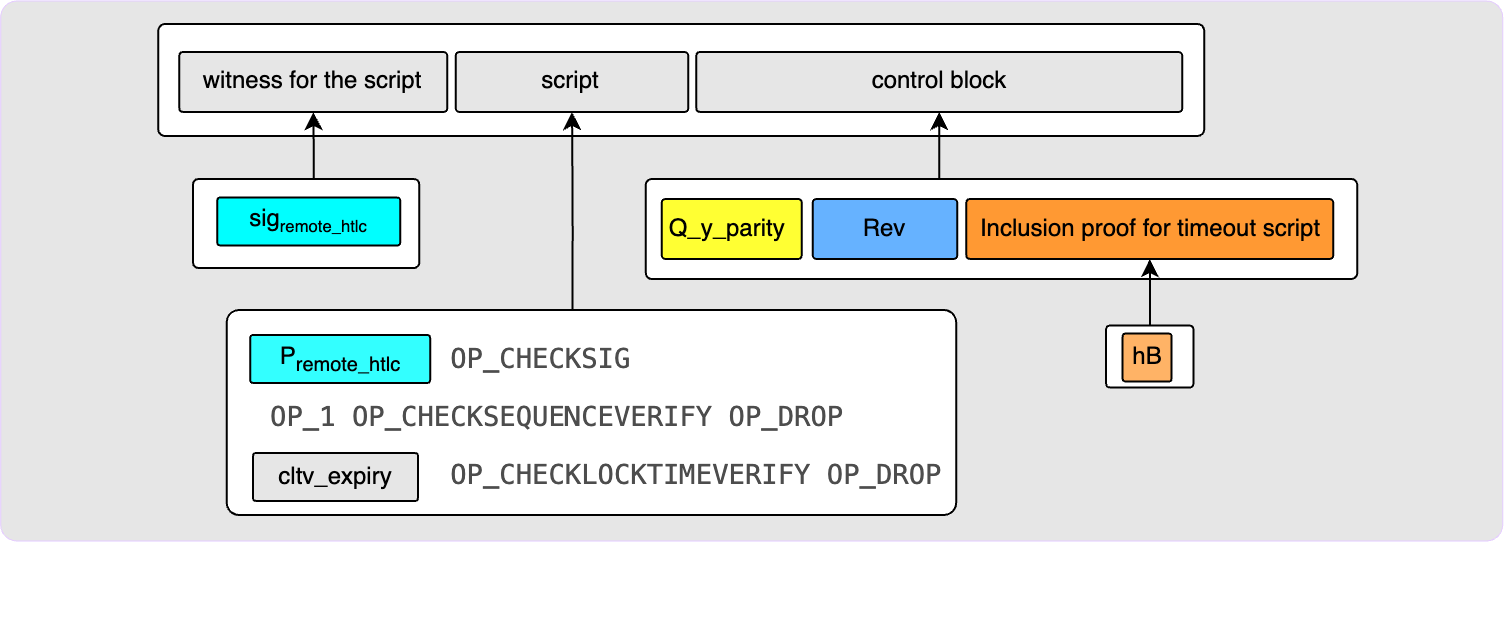 witness for the script script control block
sigremote_htlc
Q_y_parity Rev Inclusion proof for timeout script
Premote_htlc OP_CHECKSIG
hB
OP_1 OP_CHECKSEQUENCEVERIFY OP_DROP
cltv_expiry OP_CHECKLOCKTIMEVERIFY OP_DROP